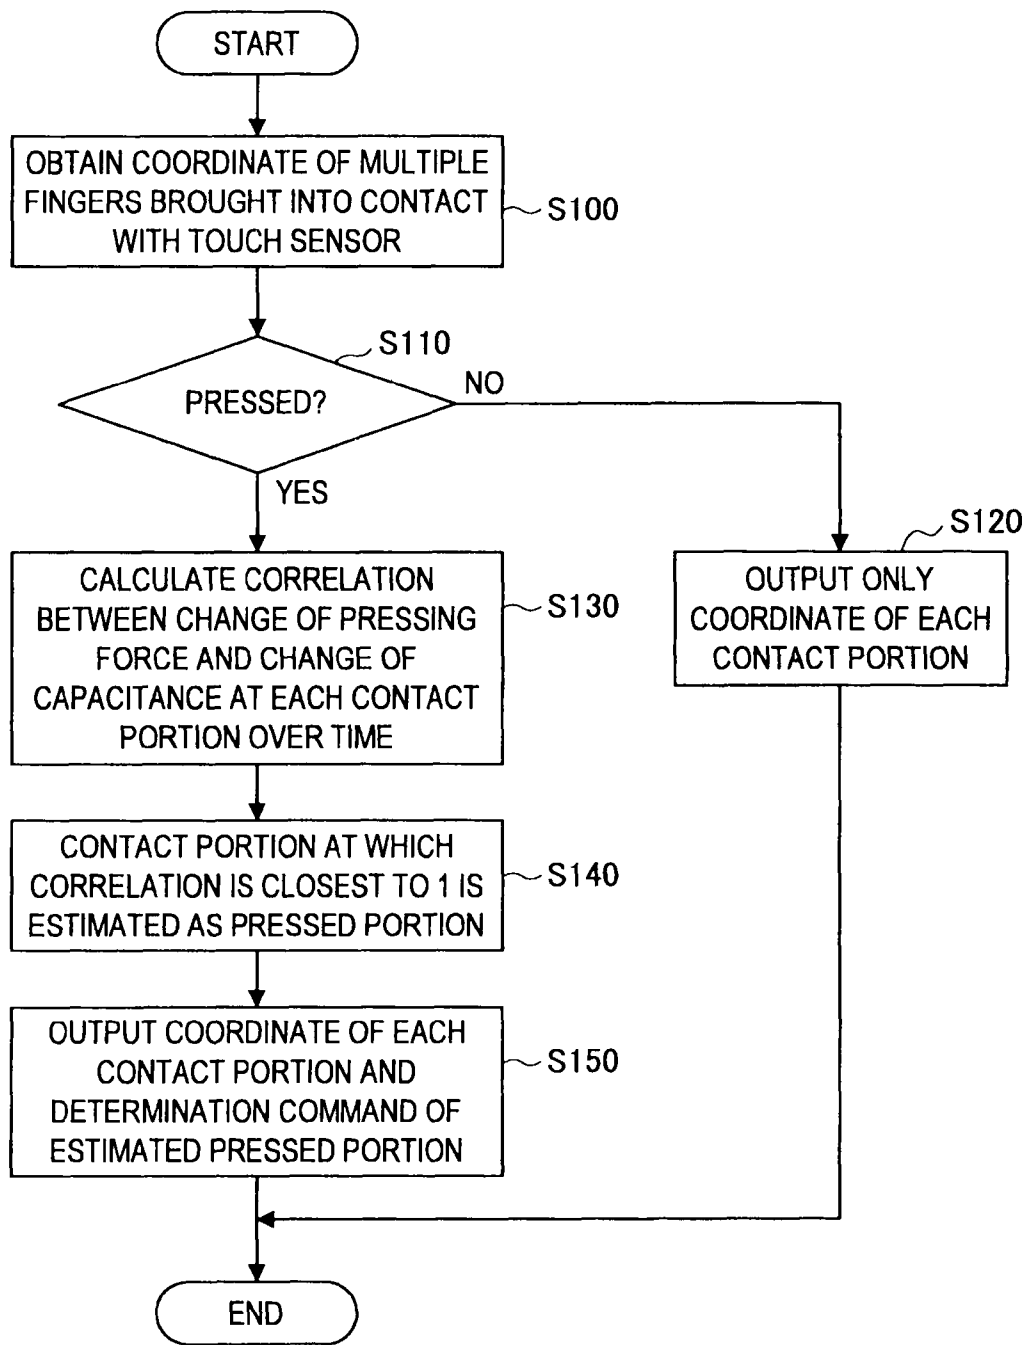 START
OBTAIN COORDINATE OF MULTIPLE
FINGERS BROUGHT INTO CONTACT
WITH TOUCH SENSOR
S100
S110
PRESSED?
NO
YES
S120
OUTPUT ONLY
COORDINATE OF EACH
CONTACT PORTION
CALCULATE CORRELATION
BETWEEN CHANGE OF PRESSING
FORCE AND CHANGE OF
CAPACITANCE AT EACH CONTACT
PORTION OVER TIME
S130
CONTACT PORTION AT WHICH
CORRELATION IS CLOSEST TO 1 IS
ESTIMATED AS PRESSED PORTION
S140
OUTPUT COORDINATE OF EACH
CONTACT PORTION AND
DETERMINATION COMMAND OF
ESTIMATED PRESSED PORTION
S150
END